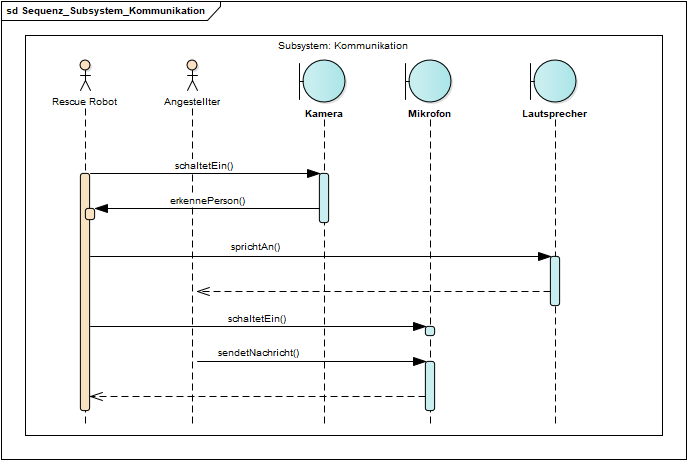 sd Sequenz_Subsystem_Kommunikation
Subsystem: Kommunikation
Rescue Robot
Angestellter
Kamera
Mikrofon
Lautsprecher
schaltetEin()
erkennePerson()
sprichtAn()
schaltetEin()
sendetNachricht()